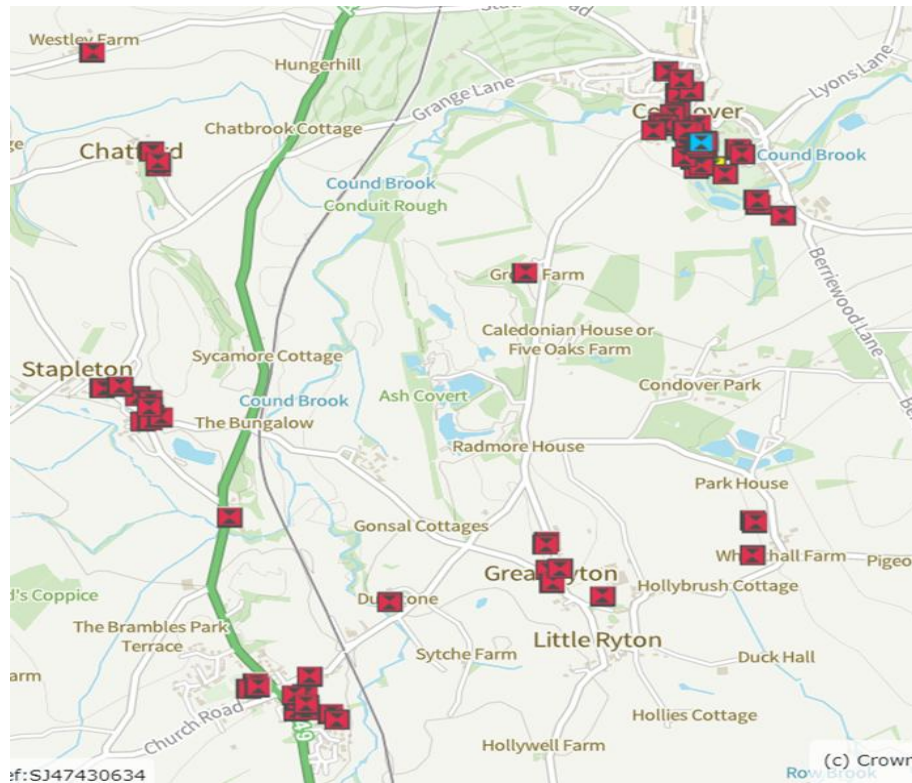 Westley Farm
Hungerhill
Grange Lane
Lyons Lane
Chatbrook Cottage
Cound Brook
Cound Brook
Conduit Rough
Farm
Caledonian House or
Five Oaks Farm
Berriewood Lane
Stapleton
Sycamore Cottage
Condover Park
Cound Brook
Ash Covert
The Bungalow
Radmore House
Park House
Gonsal Cottages
Farm
Hollybrush Cottage
d's Coppice
The Brambles Park
Terrace
Little Ryton
Sytche Farm
Duck Hall
arm
Church Road
Hollies Cottage
Hollywell Farm
(c) Crown
ef:SJ47430634
Row Brook